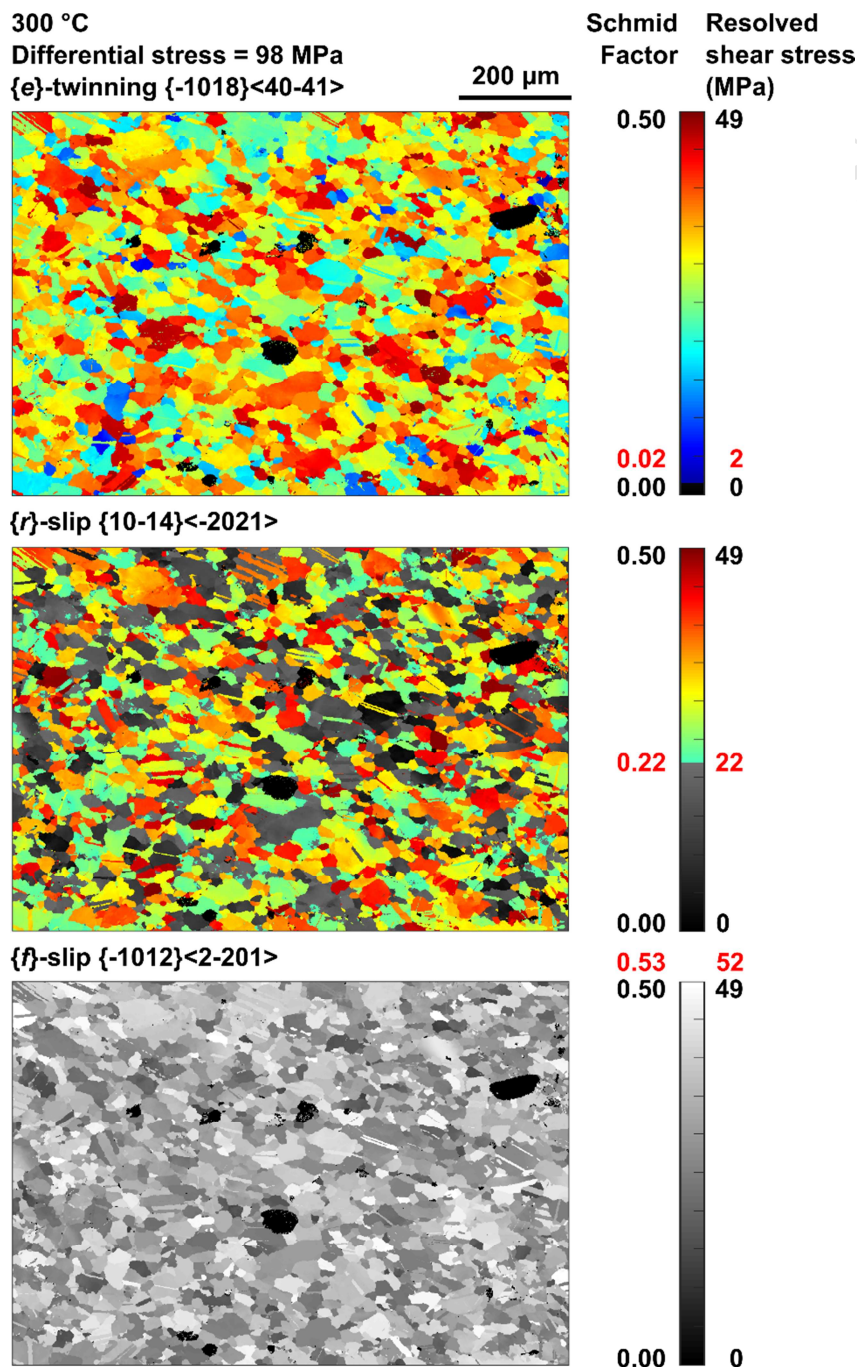 300 °C
Differential stress = 98 MPa
{e}-twinning {-1018}<40-41>
200 µm
Schmid Factor
Resolved shear stress (MPa)
0.50 49
0.02 2
0.00 0
{r}-slip {10-14}<-2021>
0.50 49
0.22 22
0.00 0
{f}-slip {-1012}<2-201>
0.53 52
0.50 49
0.00 0